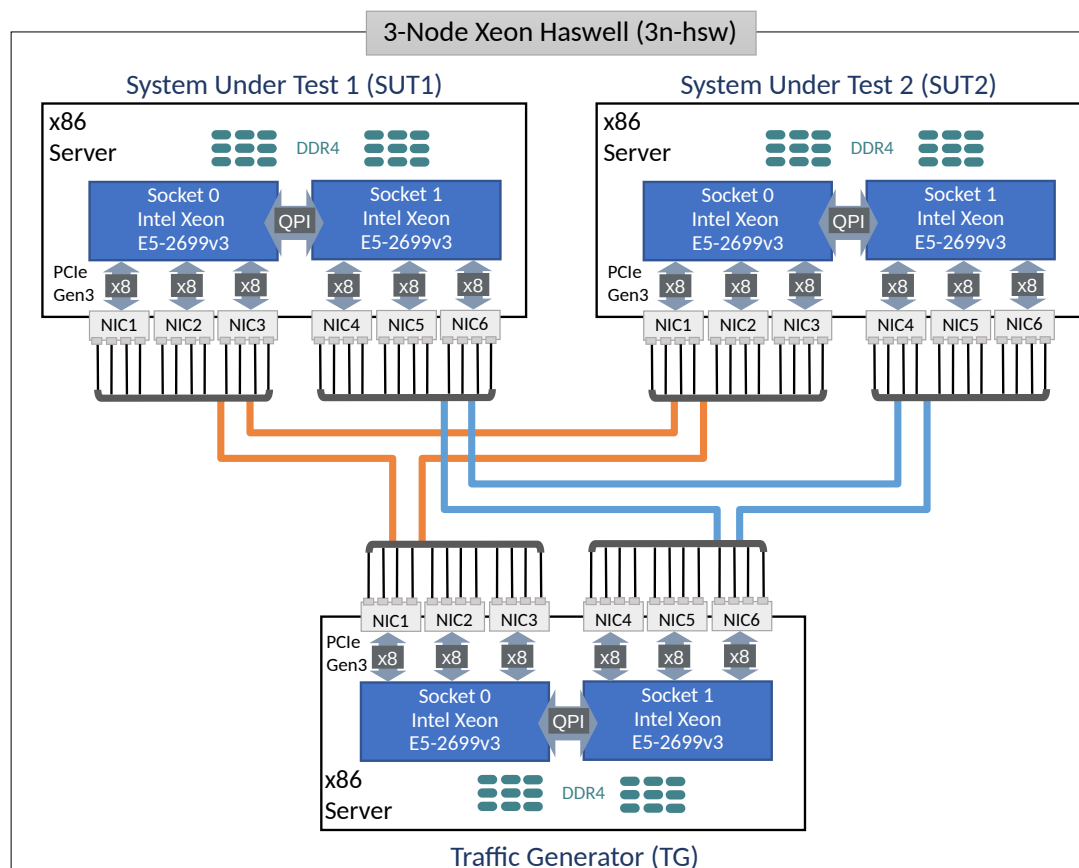 3-Node Xeon Haswell (3n-hsw)
System Under Test 1 (SUT1)
x86
Server
DDR4
Socket 0
Intel Xeon
E5-2699v3
QPI
Socket 1
Intel Xeon
E5-2699v3
PCIe
Gen3
x8
x8
x8
x8
x8
x8
NIC1
NIC2
NIC3
NIC4
NIC5
NIC6
System Under Test 2 (SUT2)
x86
Server
DDR4
Socket 0
Intel Xeon
E5-2699v3
QPI
Socket 1
Intel Xeon
E5-2699v3
PCIe
Gen3
x8
x8
x8
x8
x8
x8
NIC1
NIC2
NIC3
NIC4
NIC5
NIC6
NIC1
NIC2
NIC3
NIC4
NIC5
NIC6
PCIe
Gen3
x8
x8
x8
x8
x8
x8
Socket 0
Intel Xeon
E5-2699v3
QPI
Socket 1
Intel Xeon
E5-2699v3
x86
Server
DDR4
Traffic Generator (TG)